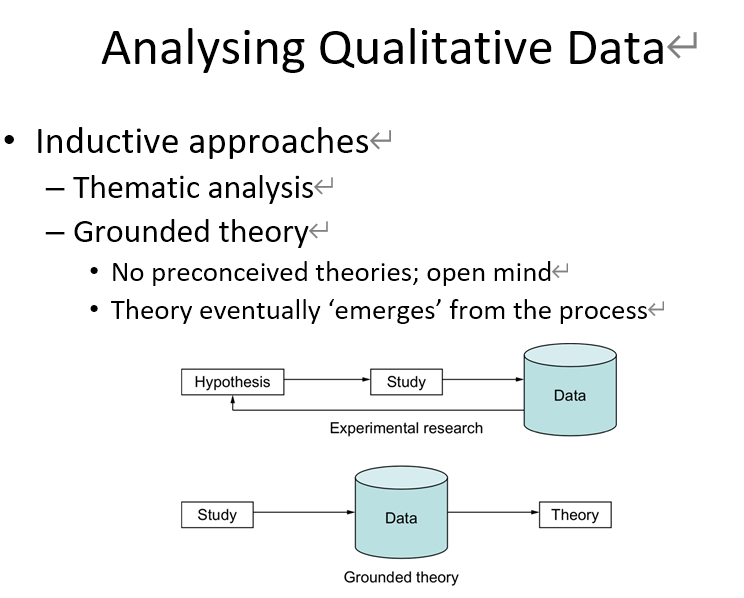 Analysing Qualitative Data↵
• Inductive approaches↵
– Thematic analysis↵
– Grounded theory↵
• No preconceived theories; open mind↵
• Theory eventually ‘emerges’ from the process↵
Hypothesis
Study
Data
Experimental research
Study
Data
Theory
Grounded theory